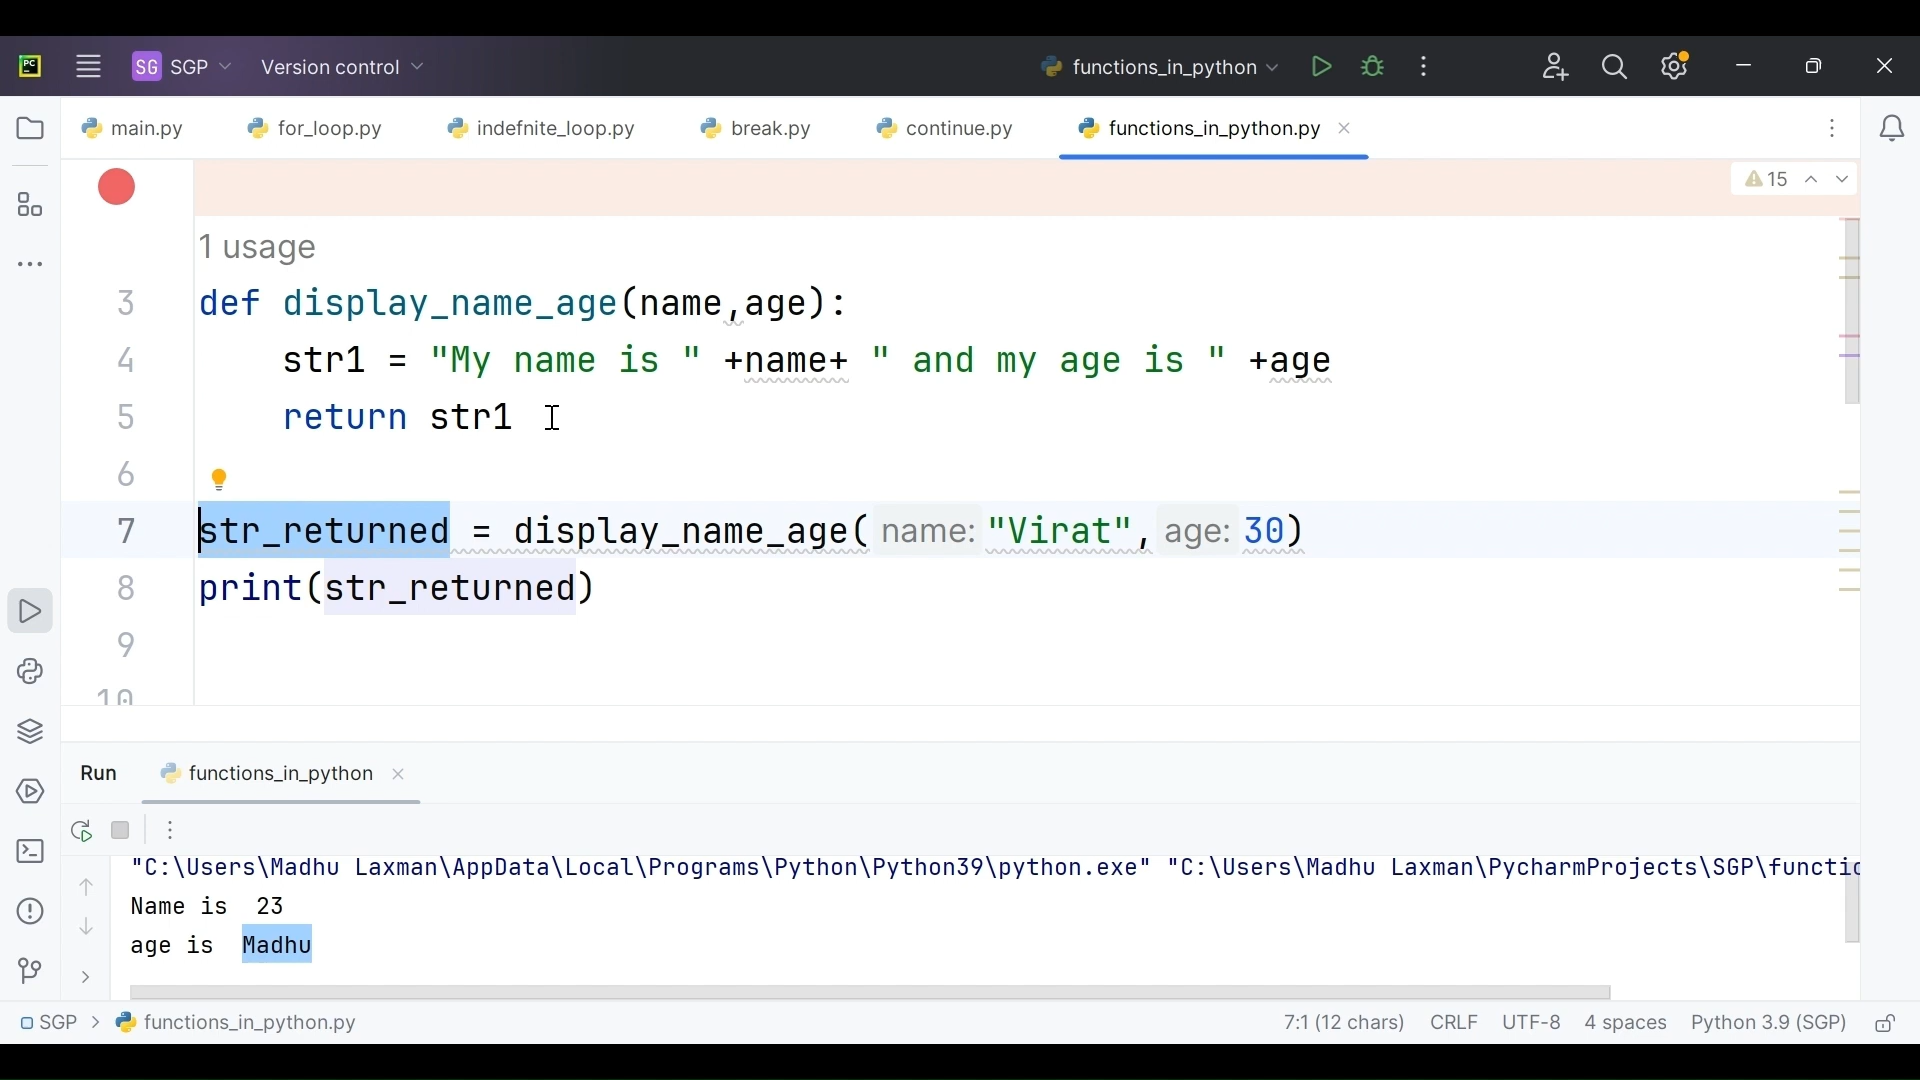 PC SG SGP Version control functions_in_python
main.py for_loop.py indefnite_loop.py break.py continue.py functions_in_python.py
15
1 usage
3 def display_name_age(name,age):
4 str1 = "My name is " +name+ " and my age is " +age
5 return str1
6
7 str_returned = display_name_age( name: "Virat", age: 30)
8 print(str_returned)
9
10
Run functions_in_python
"C:\Users\Madhu Laxman\AppData\Local\Programs\Python\Python39\python.exe" "C:\Users\Madhu Laxman\PycharmProjects\SGP\functio
Name is 23
age is Madhu
SGP > functions_in_python.py 7:1 (12 chars) CRLF UTF-8 4 spaces Python 3.9 (SGP)